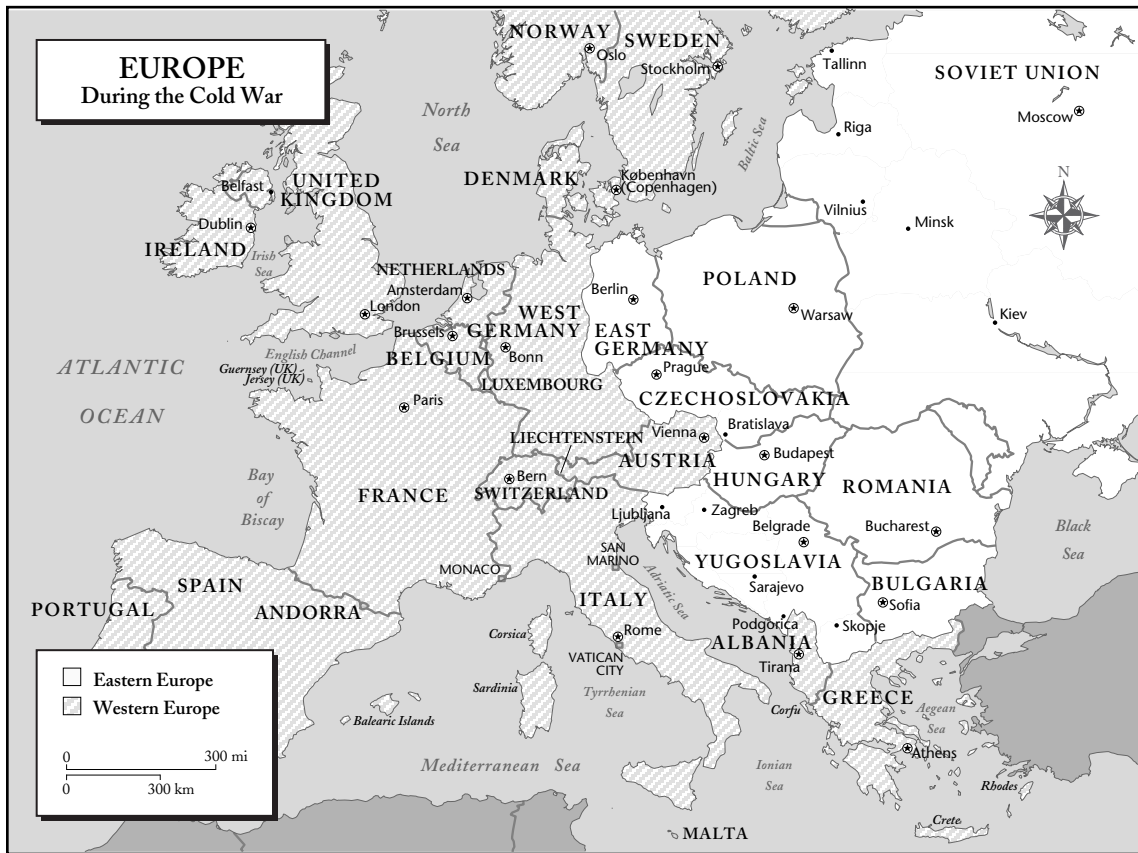 EUROPE
During the Cold War
NORWAY
Oslo
SWEDEN
Stockholm
Tallinn
SOVIET UNION
Moscow
North
Sea
Baltic Sea
Riga
DENMARK
København
(Copenhagen)
Belfast
UNITED
KINGDOM
Dublin
IRELAND
Irish
Sea
Vilnius
Minsk
N
NETHERLANDS
Amsterdam
London
Berlin
POLAND
Warsaw
Kiev
WEST
GERMANY
EAST
GERMANY
Brussels
BELGIUM
Bonn
English Channel
Guernsey (UK)
Jersey (UK)
ATLANTIC
OCEAN
LUXEMBOURG
Prague
CZECHOSLOVAKIA
Paris
Bratislava
Vienna
LIECHTENSTEIN
AUSTRIA
Budapest
HUNGARY
Bern
SWITZERLAND
FRANCE
Bay
of
Biscay
ROMANIA
Bucharest
Ljubljana
Zagreb
Belgrade
YUGOSLAVIA
Sarajevo
Black
Sea
SAN
MARINO
MONACO
Adriatic Sea
BULGARIA
Sofia
SPAIN
PORTUGAL
ANDORRA
ITALY
Podgorica
Skopje
Corsica
Rome
VATICAN
CITY
ALBANIA
Tirana
Eastern Europe
Western Europe
0
300 mi
0
300 km
Sardinia
Tyrrhenian
Sea
Balearic Islands
Corfu
GREECE
Aegean
Sea
Athens
Mediterranean Sea
Ionian
Sea
Rhodes
Crete
MALTA